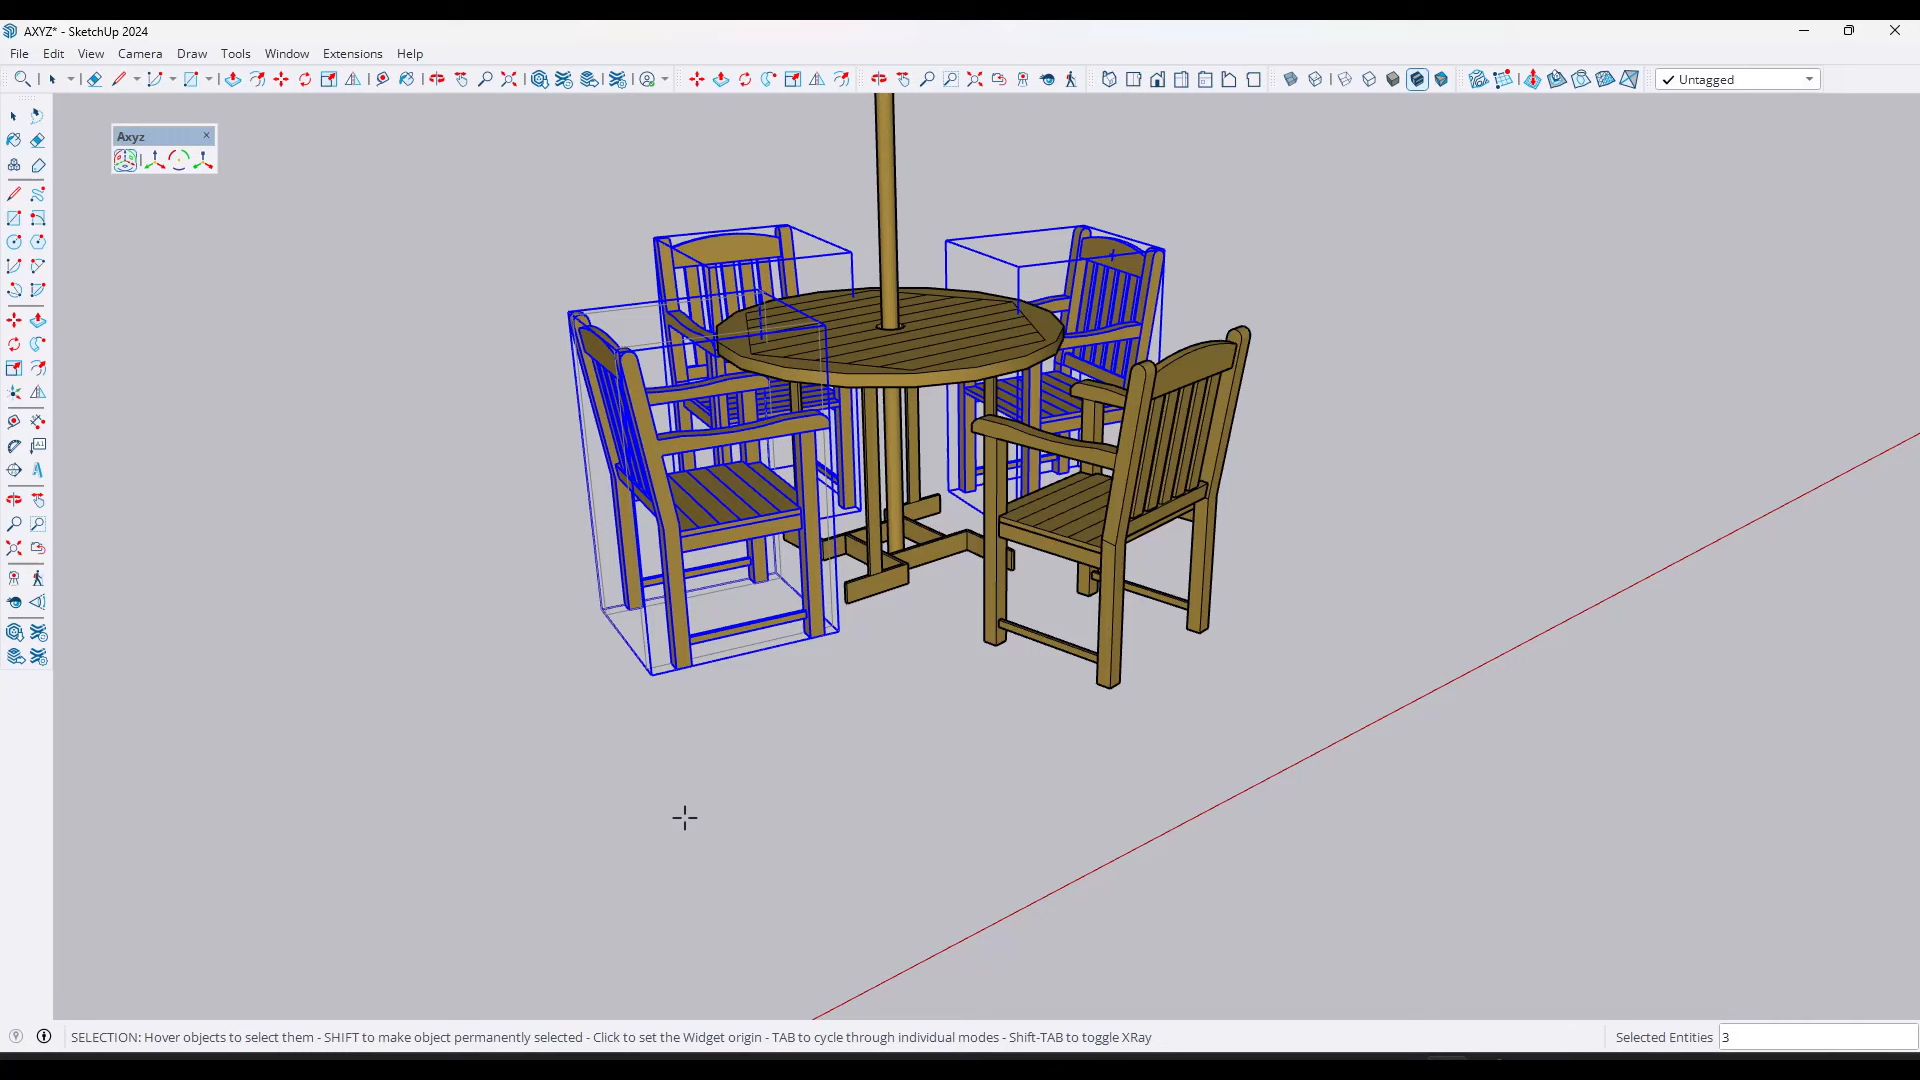 AXYZ* - SketchUp 2024
File Edit View Camera Draw Tools Window Extensions Help
Untagged
Axyz
SELECTION: Hover objects to select them - SHIFT to make object permanently selected - Click to set the Widget origin - TAB to cycle through individual modes - Shift-TAB to toggle XRay
Selected Entities 3